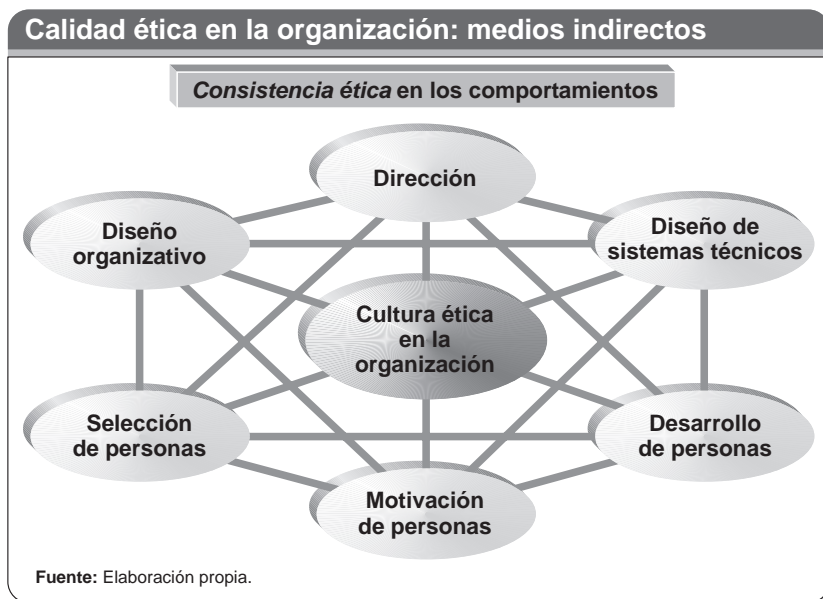 Calidad ética en la organización: medios indirectos
Consistencia ética en los comportamientos
Dirección
Diseño
organizativo
Diseño de
sistemas técnicos
Cultura ética
en la
organización
Selección
de personas
Desarrollo
de personas
Motivación
de personas
Fuente: Elaboración propia.